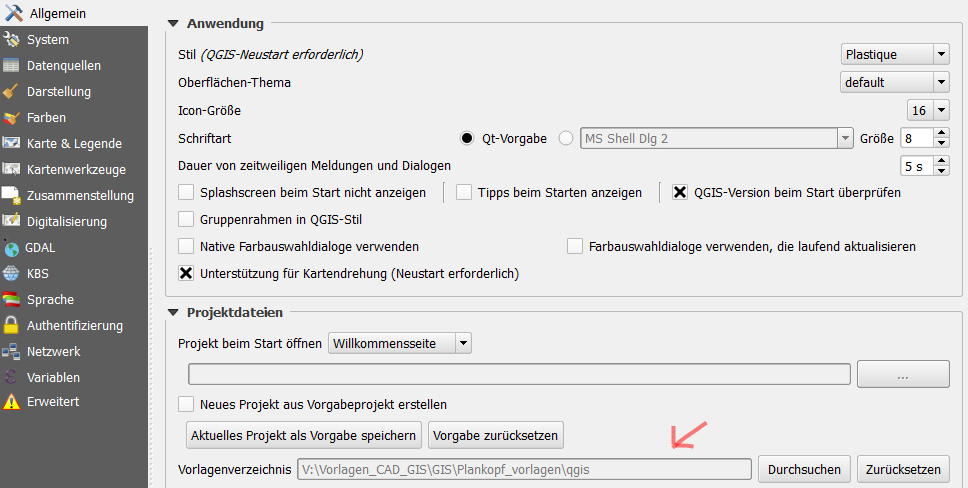 Allgemein
System
Datenquellen
Darstellung
Farben
Karte & Legende
Kartenwerkzeuge
Zusammenstellung
Digitalisierung
GDAL
KBS
Sprache
Authentifizierung
Netzwerk
Variablen
Erweitert
Anwendung
Stil (QGIS-Neustart erforderlich) Plastique
Oberflächen-Thema default
Icon-Größe 16
Schriftart Qt-Vorgabe MS Shell Dlg 2 Größe 8
Dauer von zeitweiligen Meldungen und Dialogen 5 s
Splashscreen beim Start nicht anzeigen Tipps beim Starten anzeigen QGIS-Version beim Start überprüfen
Gruppenrahmen in QGIS-Stil
Native Farbauswahldialoge verwenden Farbauswahldialoge verwenden, die laufend aktualisieren
Unterstützung für Kartendrehung (Neustart erforderlich)
Projektdateien
Projekt beim Start öffnen Willkommensseite
...
Neues Projekt aus Vorgabeprojekt erstellen
Aktuelles Projekt als Vorgabe speichern Vorgabe zurücksetzen
Vorlagenverzeichnis V:\Vorlagen_CAD_GIS\GIS\Plankopf_vorlagen\qgis Durchsuchen Zurücksetzen